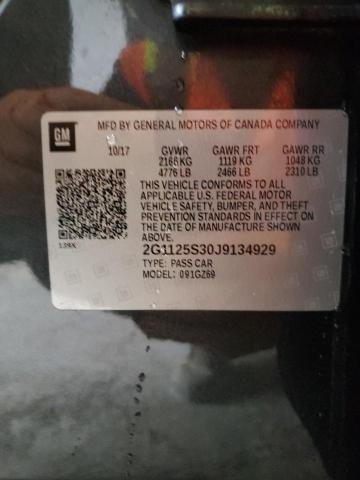 GM
MFD BY GENERAL MOTORS OF CANADA COMPANY
10/17 GVWR GAWR FRT GAWR RR
2166 KG 1119 KG 1048 KG
4776 LB 2466 LB 2310 LB
THIS VEHICLE CONFORMS TO ALL
APPLICABLE U.S. FEDERAL MOTOR
VEHICLE SAFETY, BUMPER, AND THEFT
PREVENTION STANDARDS IN EFFECT ON
THE DATE OF MANUFACTURE SHOWN
ABOVE.
139X
2G1125S30J9134929
TYPE: PASS CAR
MODEL: 091GZ69